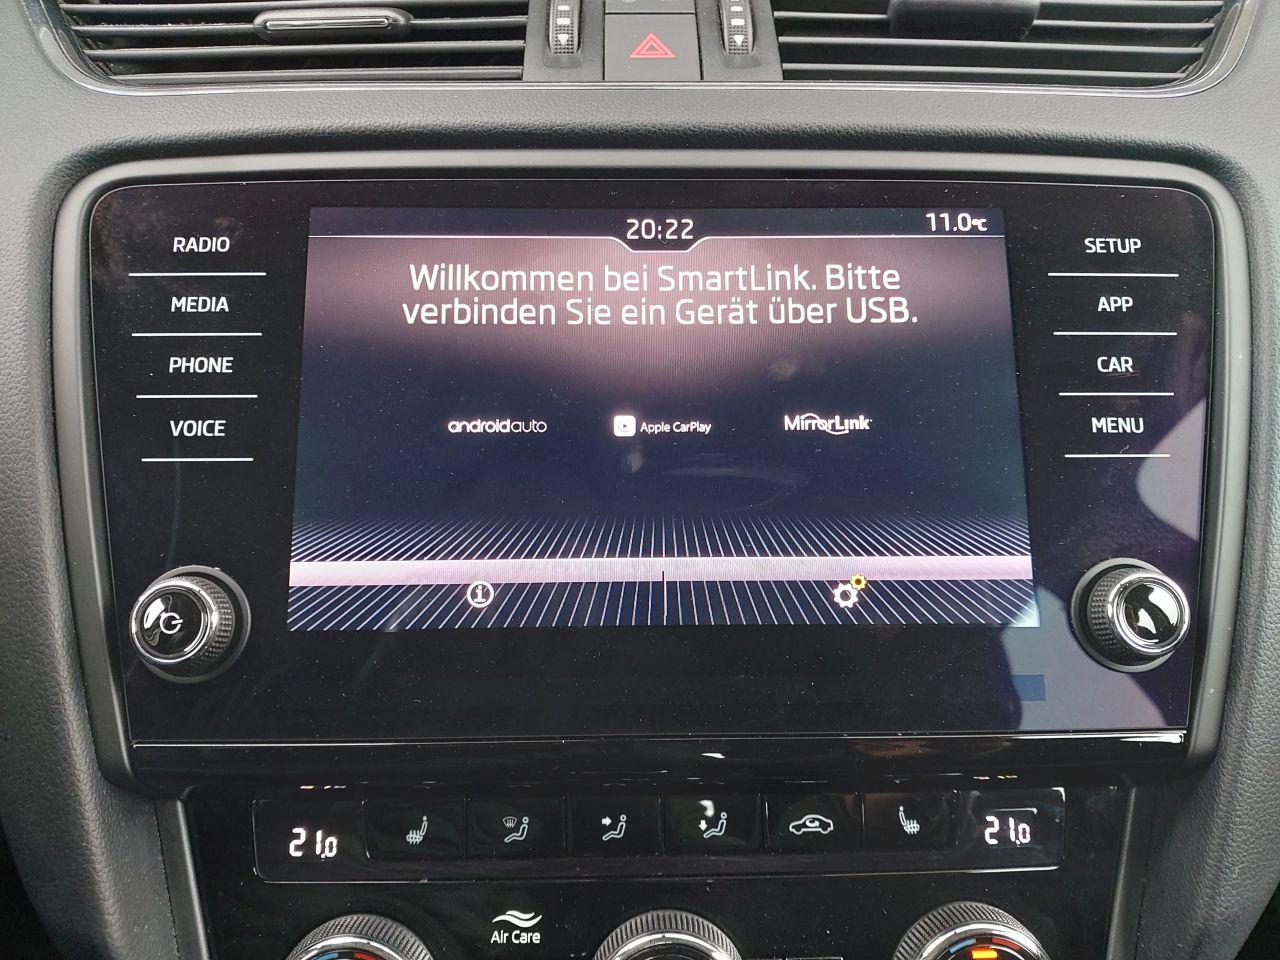 20:22
11.0°C
RADIO
MEDIA
PHONE
VOICE
Willkommen bei SmartLink. Bitte
verbinden Sie ein Gerät über USB.
androidauto
Apple CarPlay
MirrorLink
SETUP
APP
CAR
MENU
21.0
21.0
Air Care